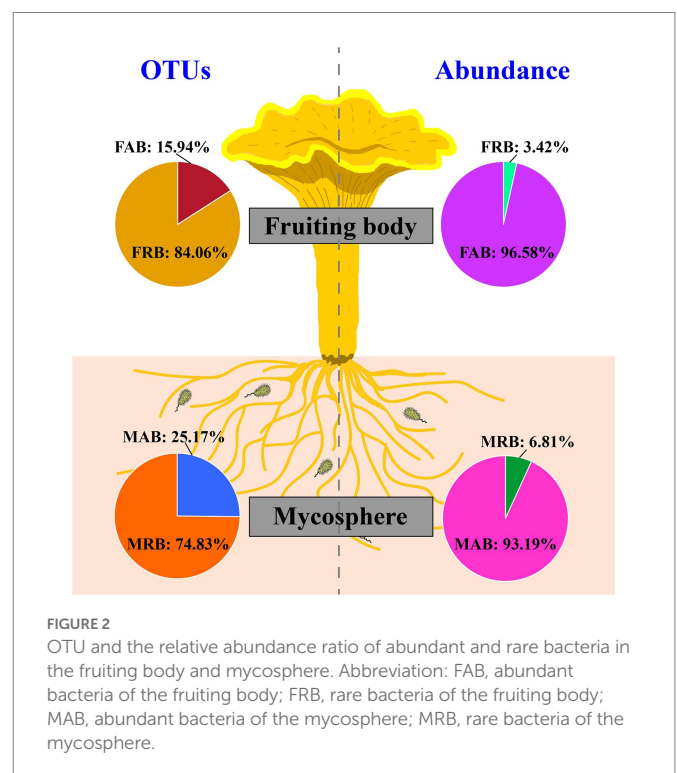 OTUs
Abundance
FAB: 15.94%
FRB: 84.06%
FRB: 3.42%
FAB: 96.58%
Fruiting body
MAB: 25.17%
MRB: 74.83%
MRB: 6.81%
MAB: 93.19%
Mycosphere
FIGURE 2
OTU and the relative abundance ratio of abundant and rare bacteria in
the fruiting body and mycosphere. Abbreviation: FAB, abundant
bacteria of the fruiting body; FRB, rare bacteria of the fruiting body;
MAB, abundant bacteria of the mycosphere; MRB, rare bacteria of the
mycosphere.